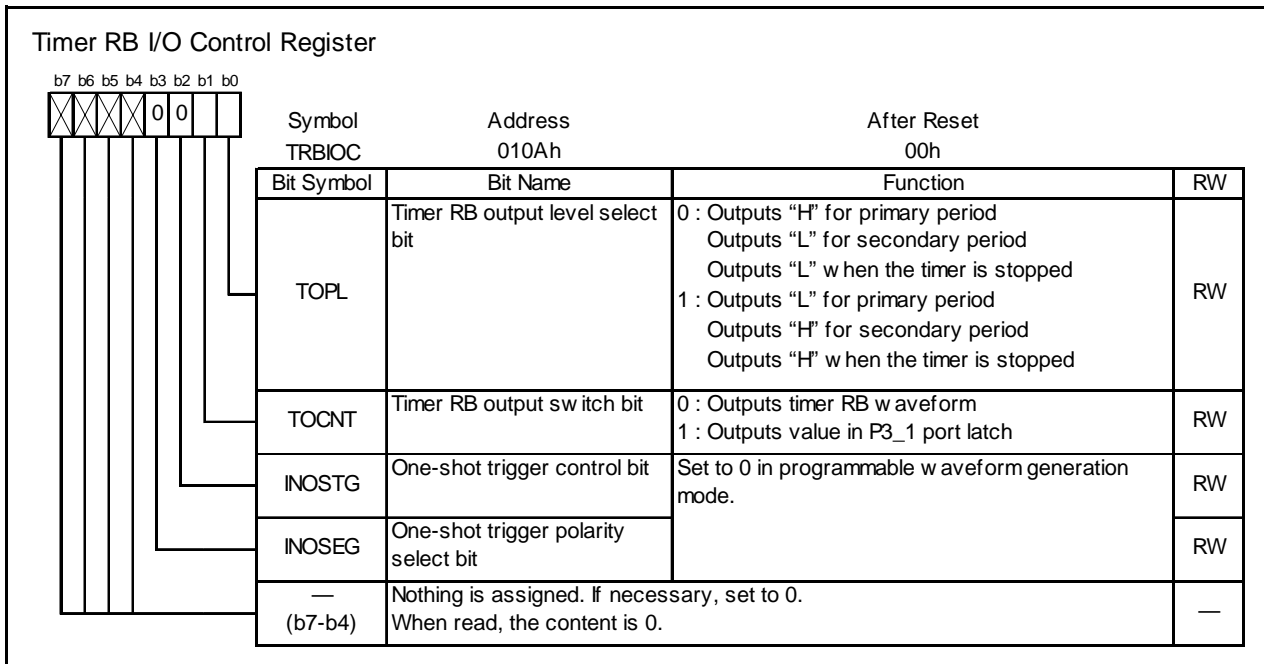 Timer RB I/O Control Register
b7 b6 b5 b4 b3 b2 b1 b0
0 0
Symbol Address After Reset
TRBIOC 010Ah 00h
Bit Symbol Bit Name Function RW
TOPL
Timer RB output level select
bit
0 : Outputs “H” for primary period
Outputs “L” for secondary period
Outputs “L” when the timer is stopped
1 : Outputs “L” for primary period
Outputs “H” for secondary period
Outputs “H” when the timer is stopped
RW
TOCNT
Timer RB output switch bit
0 : Outputs timer RB waveform
1 : Outputs value in P3_1 port latch
RW
INOSTG
One-shot trigger control bit
Set to 0 in programmable waveform generation
mode.
RW
INOSEG
One-shot trigger polarity
select bit
RW
—
(b7-b4)
Nothing is assigned. If necessary, set to 0.
When read, the content is 0.
—